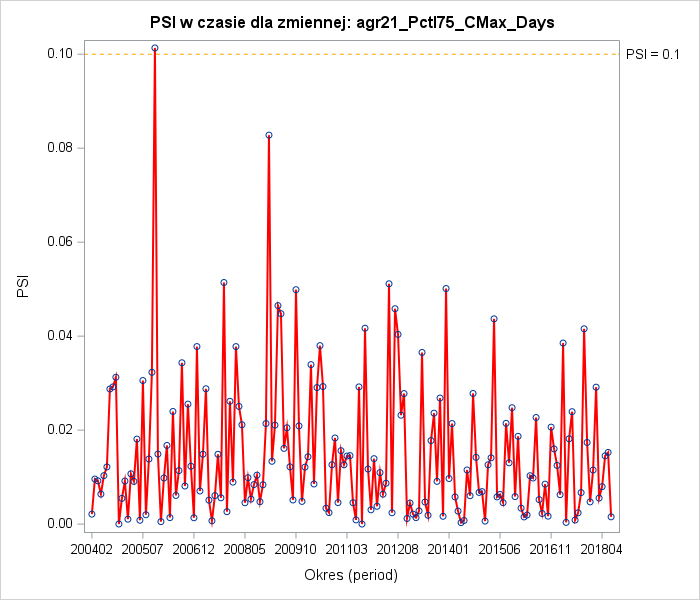 PSI w czasie dla zmiennej: agr21_Pctl75_CMax_Days
0.10
PSI = 0.1
0.08
0.06
PSI
0.04
0.02
0.00
200402 200507 200612 200805 200910 201103 201208 201401 201506 201611 201804
Okres (period)